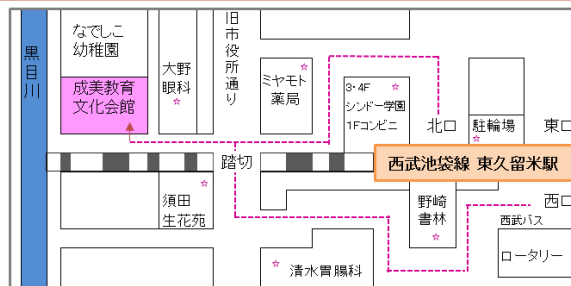 黒目川
なでしこ
幼稚園
成美教育
文化会館
大野
眼科
旧市役所通り
ミヤモト
薬局
3・4F
シンドー学園
1Fコンビニ
北口
駐輪場
東口
踏切
西武池袋線 東久留米駅
須田
生花苑
野崎
書林
西口
西武バス
ロータリー
清水胃腸科